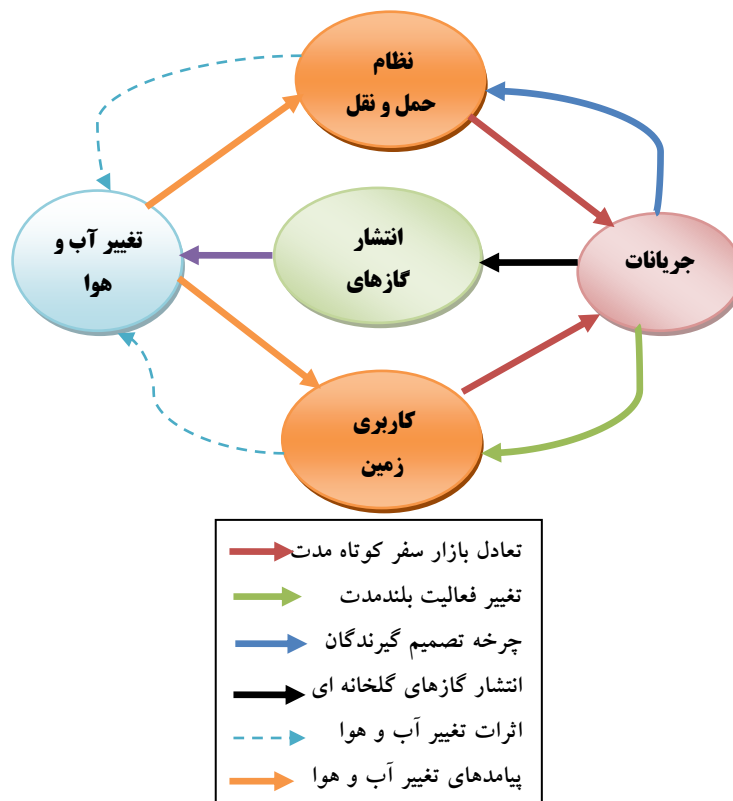 نظام
حمل و نقل
تغییر آب و
هوا
انتشار
گازهای
جریانات
کاربری
زمین
تعادل بازار سفر کوتاه مدت
تغییر فعالیت بلندمدت
چرخه تصمیم گیرندگان
انتشار گازهای گلخانه ای
اثرات تغییر آب و هوا
پیامدهای تغییر آب و هوا